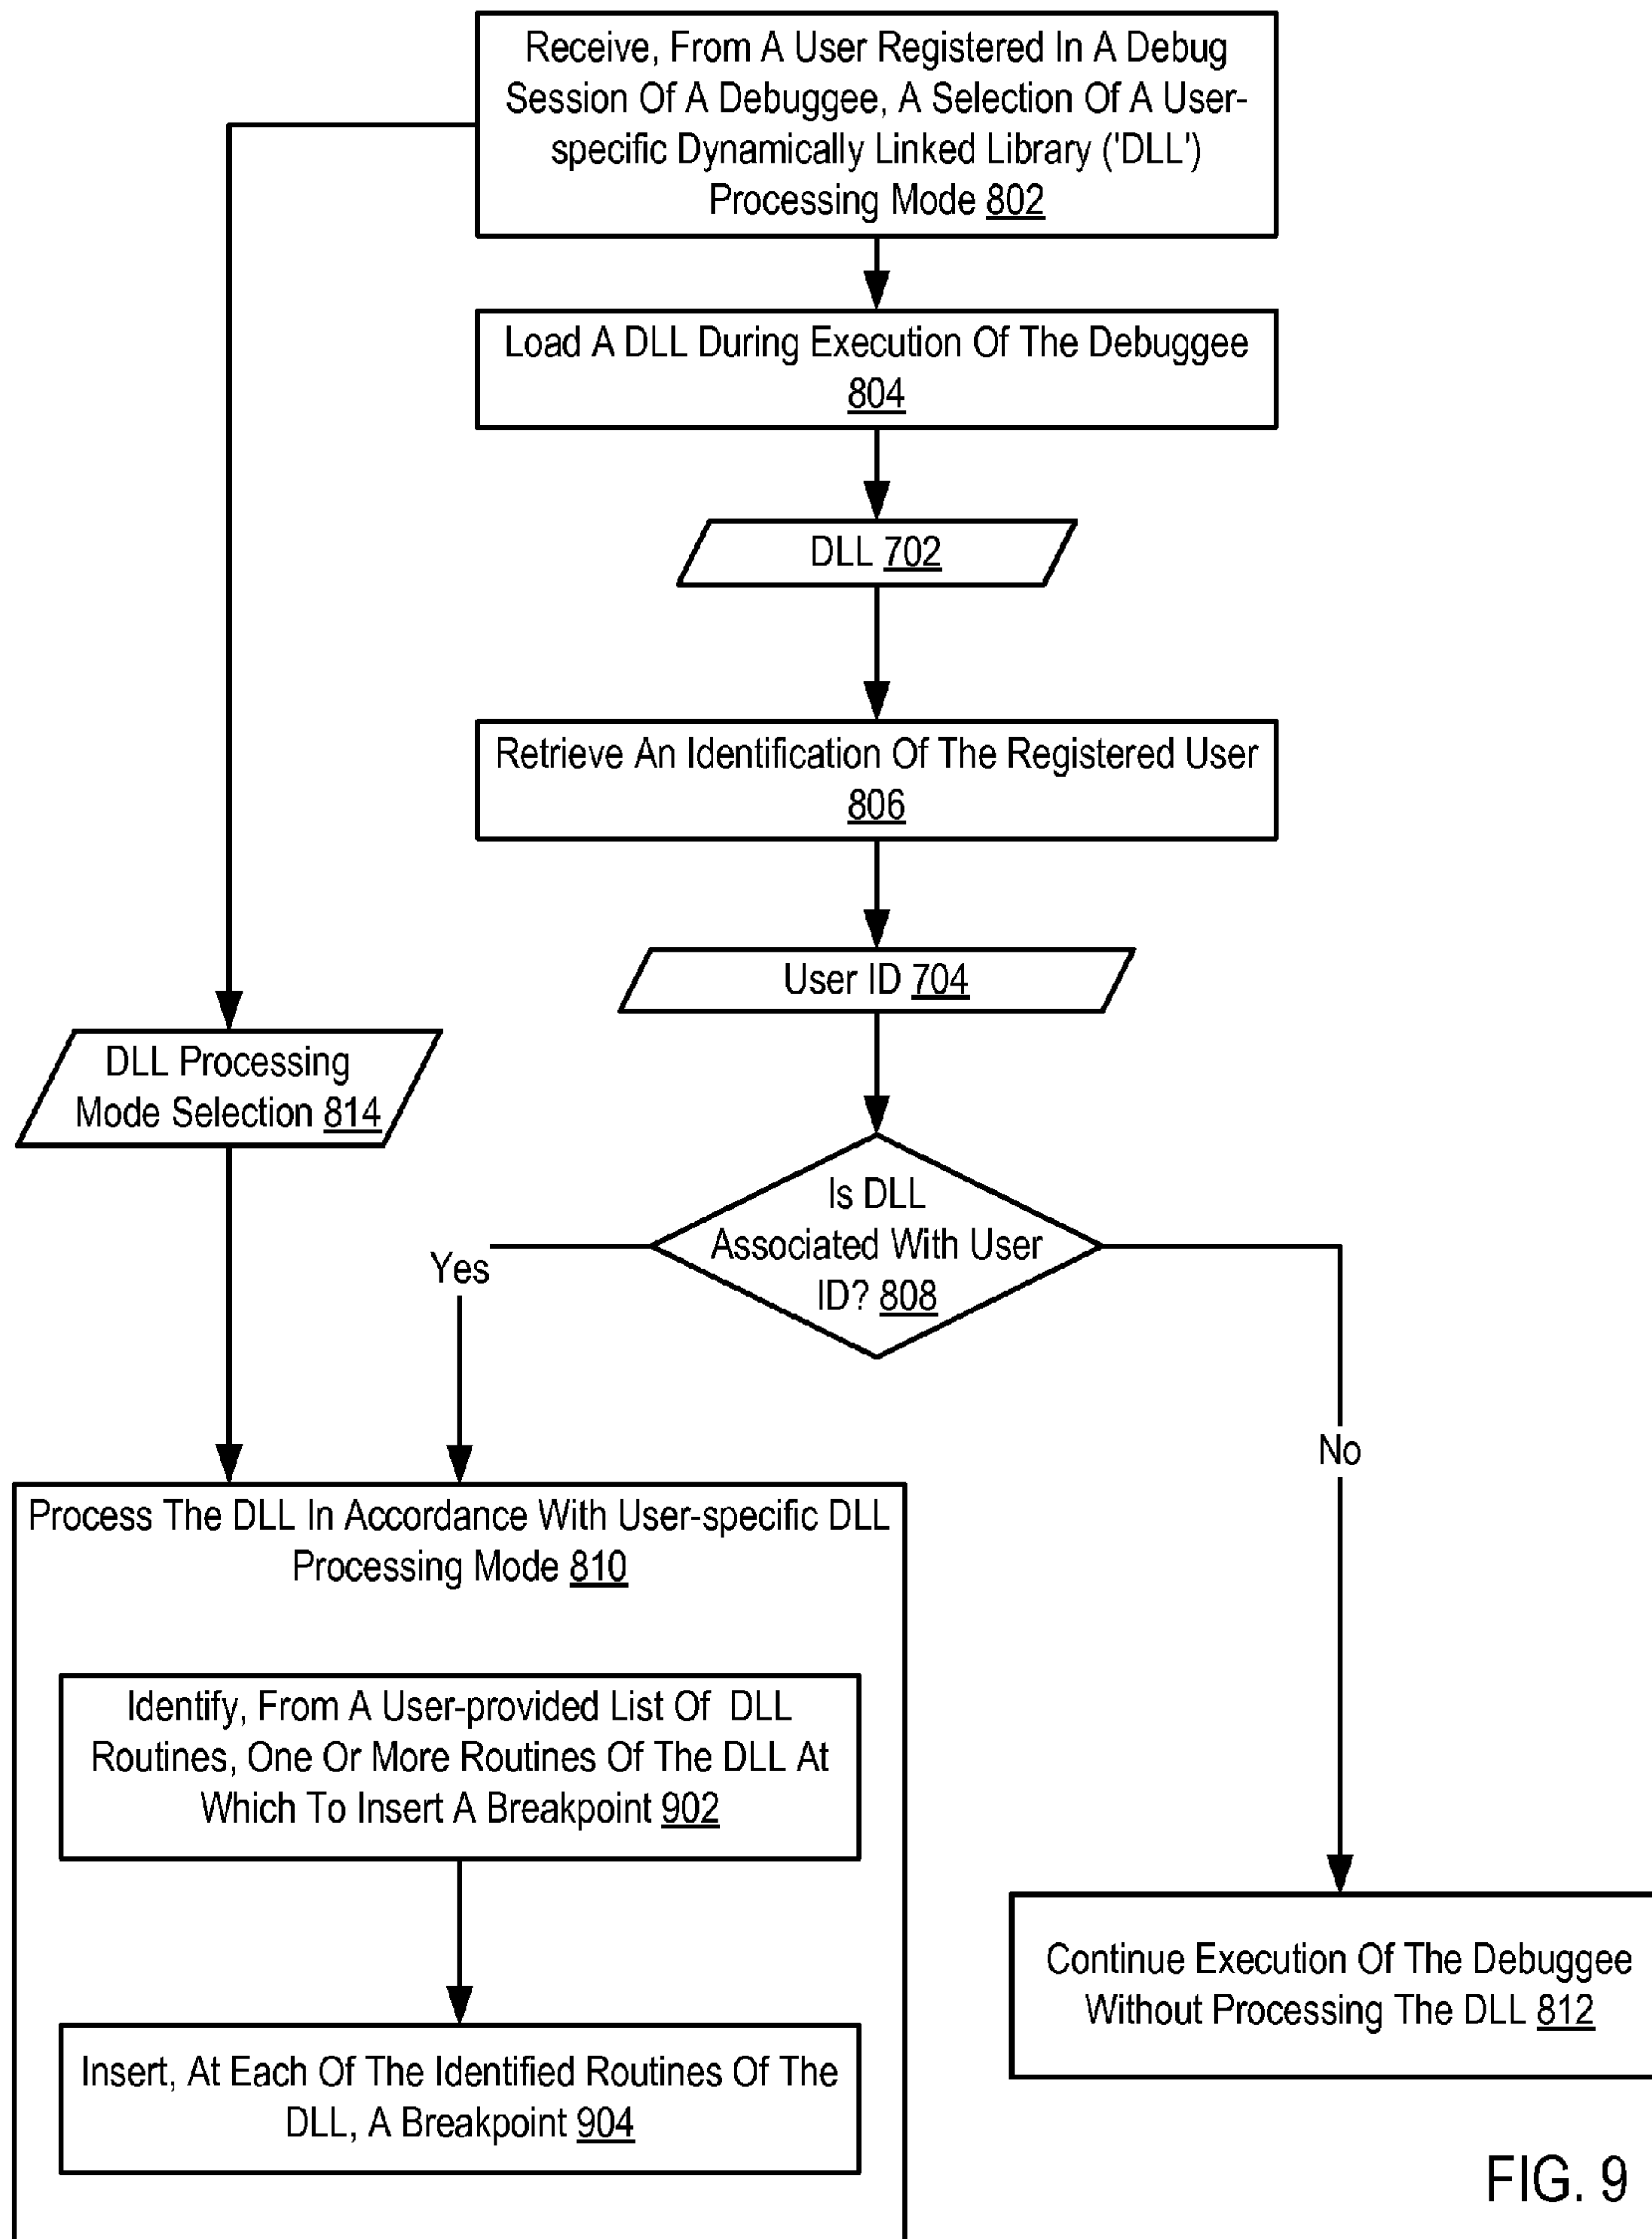 Receive, From A User Registered In A Debug
Session Of A Debuggee, A Selection Of A User-
specific Dynamically Linked Library ('DLL')
Processing Mode 802
Load A DLL During Execution Of The Debuggee
804
DLL 702
Retrieve An Identification Of The Registered User
806
User ID 704
DLL Processing
Mode Selection 814
Is DLL
Associated With User
ID? 808
Yes
No
Process The DLL In Accordance With User-specific DLL
Processing Mode 810
Identify, From A User-provided List Of DLL
Routines, One Or More Routines Of The DLL At
Which To Insert A Breakpoint 902
Insert, At Each Of The Identified Routines Of The
DLL, A Breakpoint 904
Continue Execution Of The Debuggee
Without Processing The DLL 812
FIG. 9